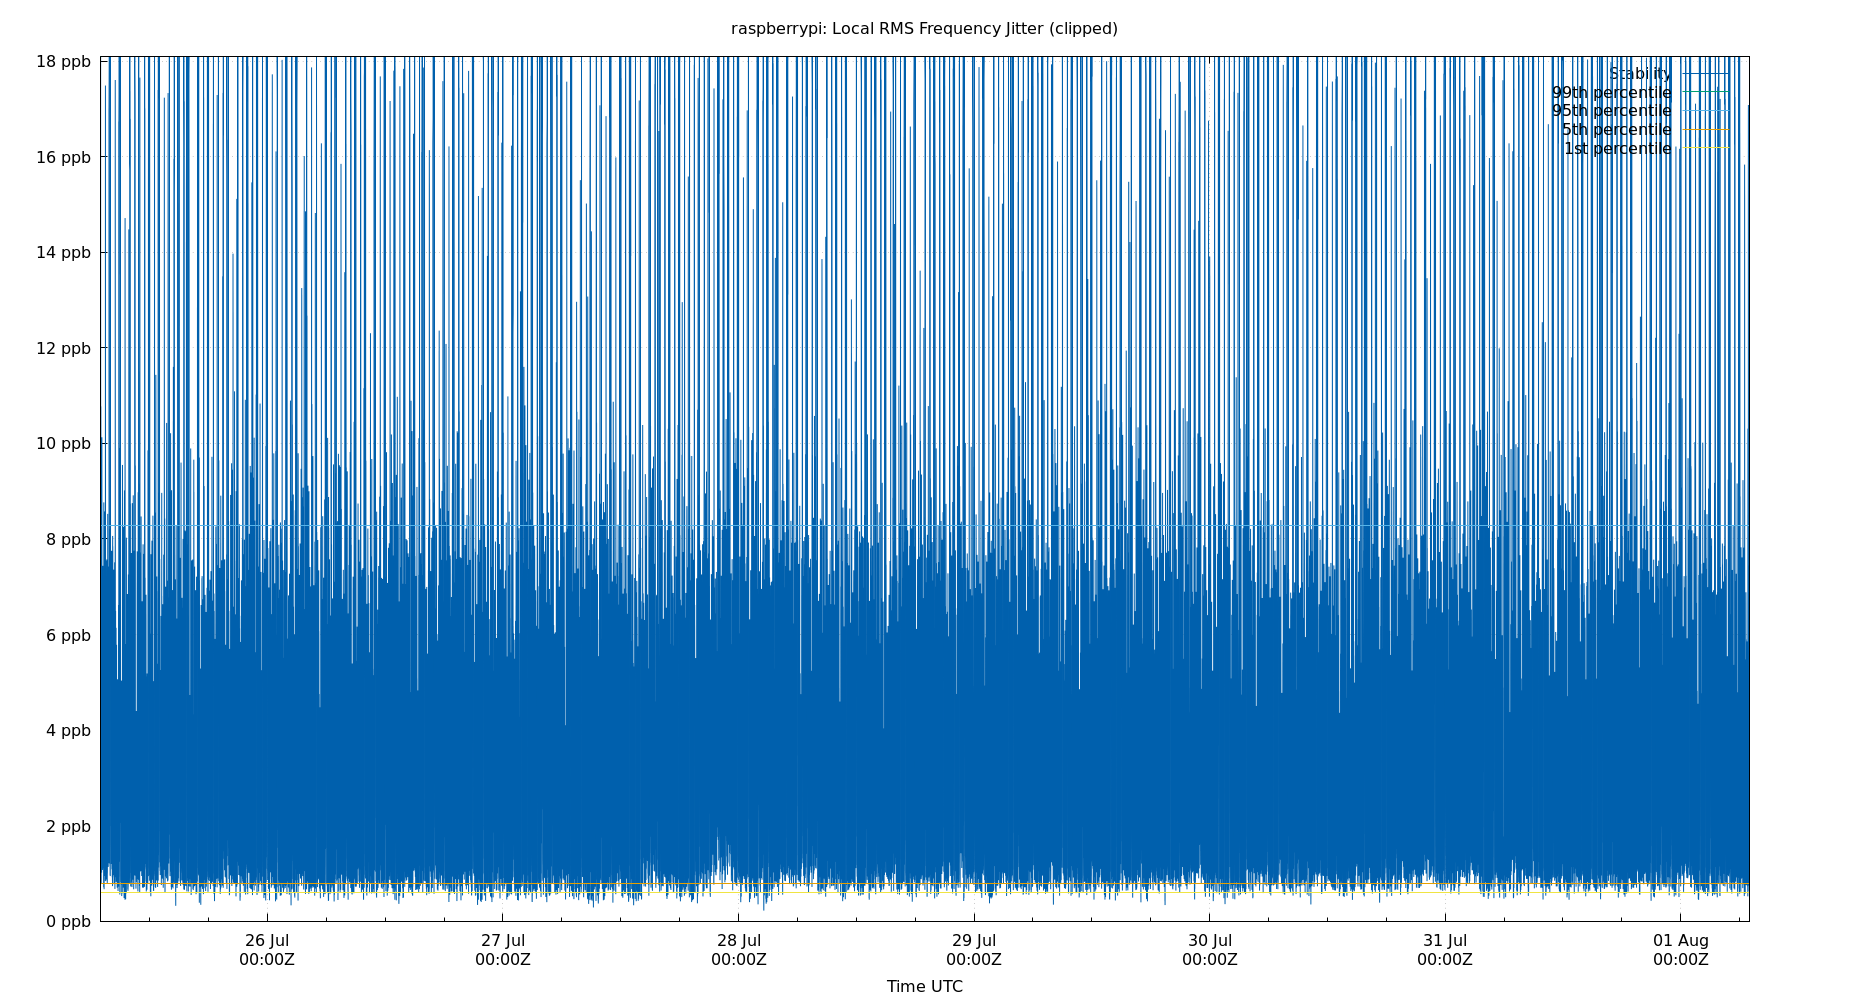 raspberrypi: Local RMS Frequency Jitter (clipped)
18 ppb
Stability
99th percentile
95th percentile
5th percentile
1st percentile
16 ppb
14 ppb
12 ppb
10 ppb
8 ppb
6 ppb
4 ppb
2 ppb
0 ppb
26 Jul 27 Jul 28 Jul 29 Jul 30 Jul 31 Jul 01 Aug
00:00Z 00:00Z 00:00Z 00:00Z 00:00Z 00:00Z 00:00Z
Time UTC